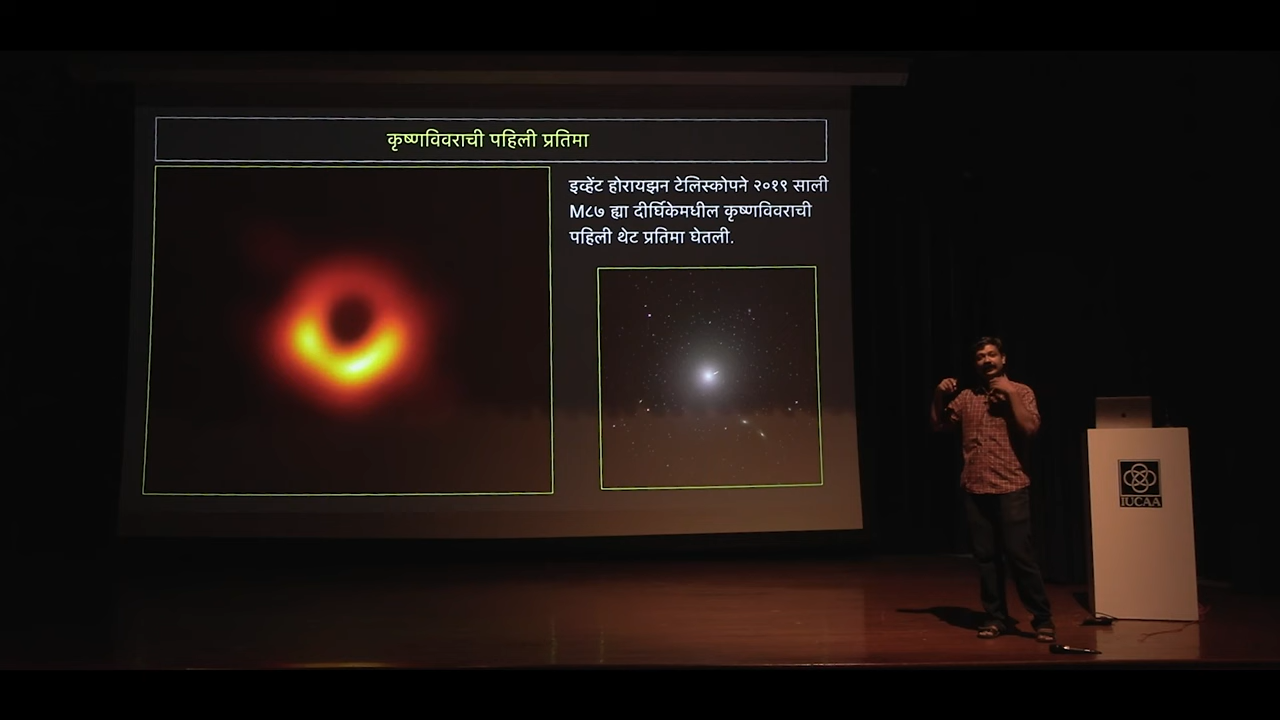 कृष्णविवराची पहिली प्रतिमा
इव्हेंट होरायझन टेलिस्कोपने २०१९ साली
M८७ ह्या दीर्घिकेमधील कृष्णविवराची
पहिली थेट प्रतिमा घेतली.
IUCAA